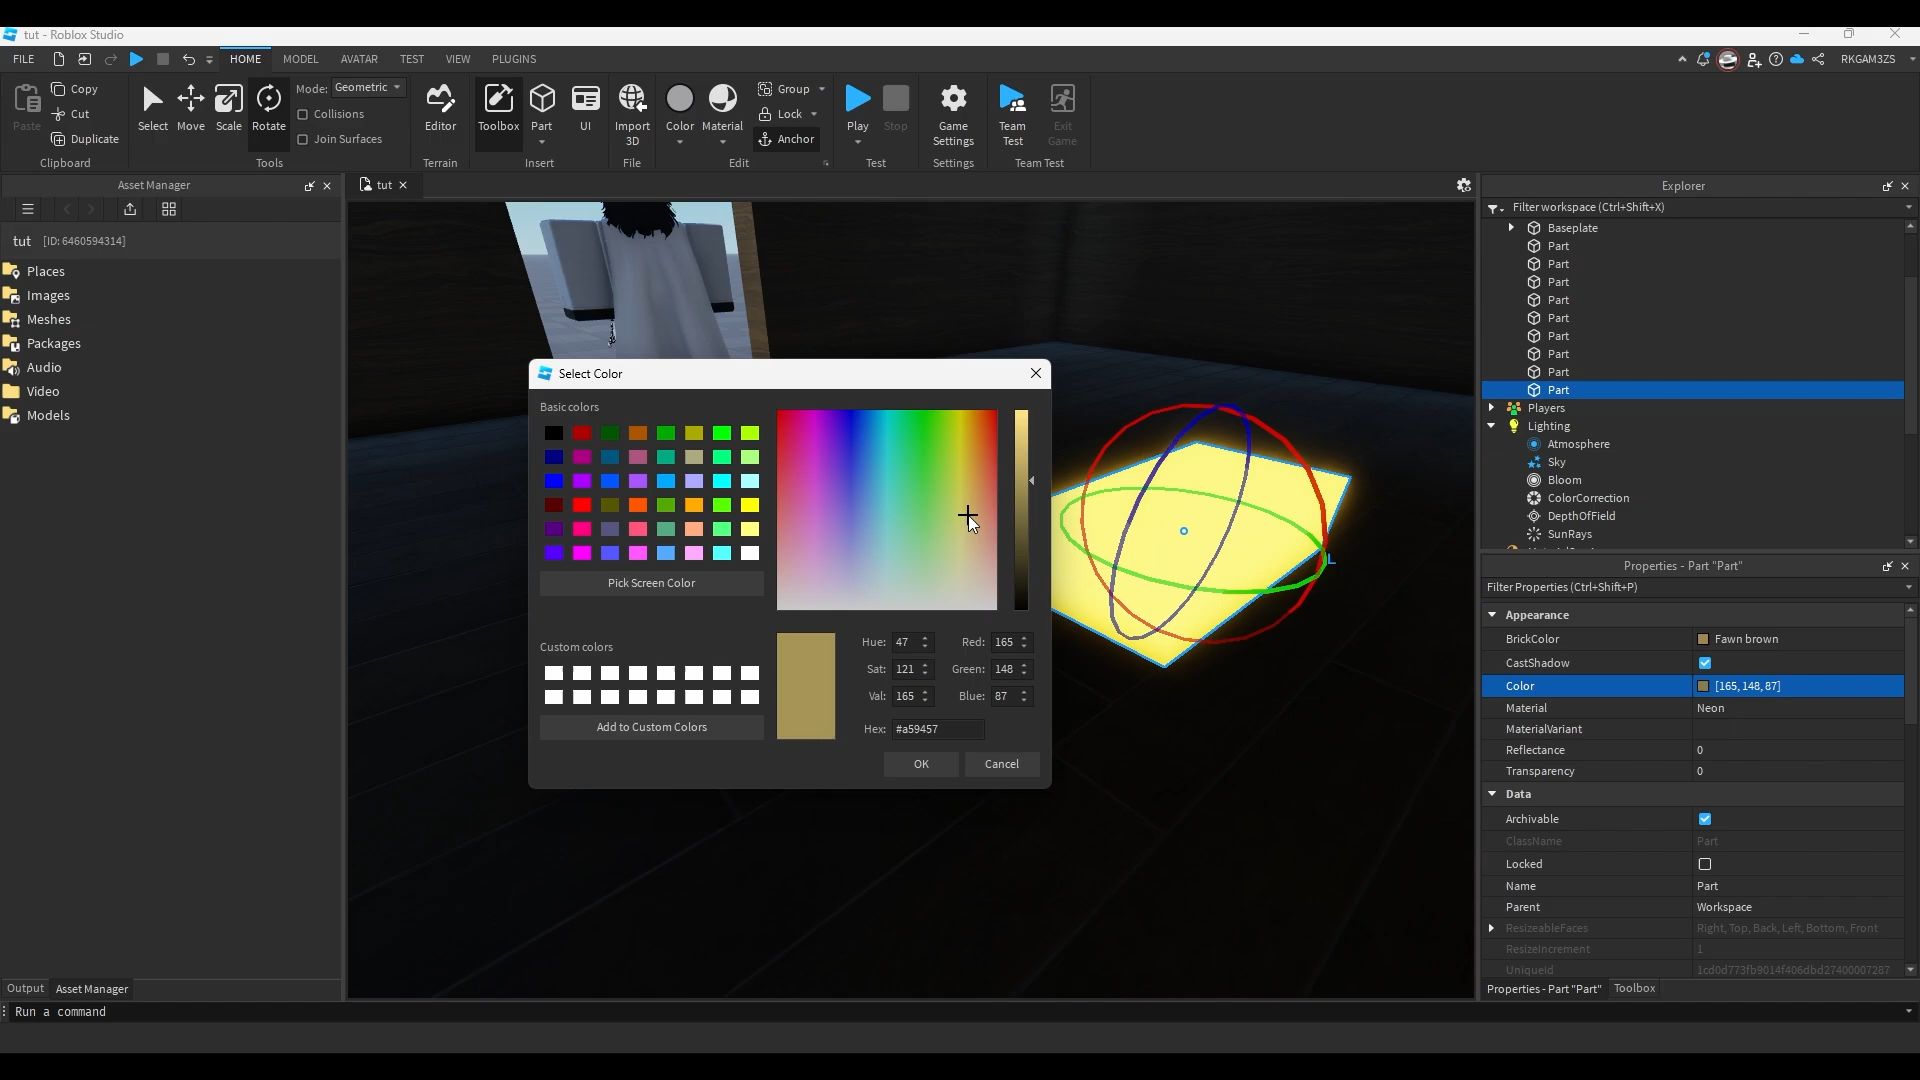 tut - Roblox Studio
FILE HOME MODEL AVATAR TEST VIEW PLUGINS RKGAM3ZS
Paste Copy Cut Duplicate Clipboard
Select Move Scale Rotate Mode: Geometric Collisions Join Surfaces Tools
Editor Terrain
Toolbox Part UI Insert
Import 3D File
Color Material Group Lock Anchor Edit
Play Stop Test
Game Settings Settings
Team Test Exit Game Team Test
Asset Manager
tut [ID: 6460594314]
Places
Images
Meshes
Packages
Audio
Video
Models
Output Asset Manager
Run a command
tut
Select Color
Basic colors
Pick Screen Color
Custom colors
Add to Custom Colors
Hue: 47 Red: 165
Sat: 121 Green: 148
Val: 165 Blue: 87
Hex: #a59457
OK Cancel
L
Explorer
Filter workspace (Ctrl+Shift+X)
Baseplate
Part
Part
Part
Part
Part
Part
Part
Part
Part
Players
Lighting
Atmosphere
Sky
Bloom
ColorCorrection
DepthOfField
SunRays
Properties - Part "Part"
Filter Properties (Ctrl+Shift+P)
Appearance
BrickColor Fawn brown
CastShadow
Color [165, 148, 87]
Material Neon
MaterialVariant
Reflectance 0
Transparency 0
Data
Archivable
ClassName Part
Locked
Name Part
Parent Workspace
ResizeableFaces Right, Top, Back, Left, Bottom, Front
ResizeIncrement 1
UniqueId 1cd0d773fb9014f406dbd27400007287
Properties - Part "Part" Toolbox